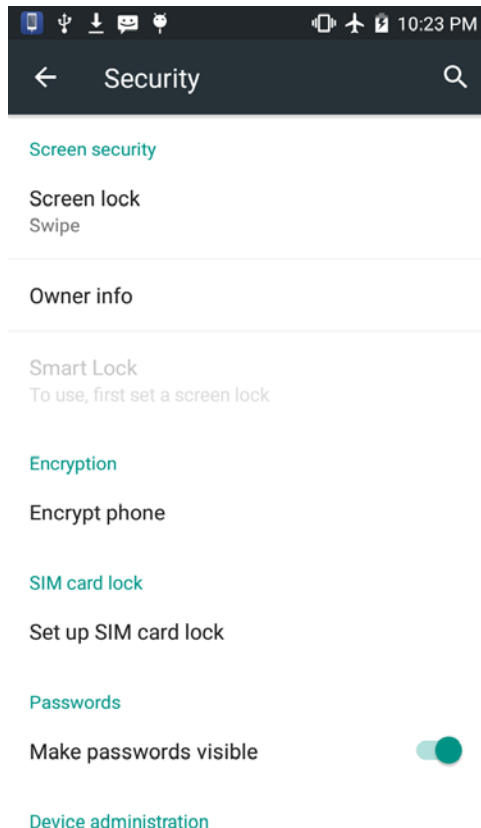 10:23 PM
Security
Screen security
Screen lock
Swipe
Owner info
Smart Lock
To use, first set a screen lock
Encryption
Encrypt phone
SIM card lock
Set up SIM card lock
Passwords
Make passwords visible
Device administration